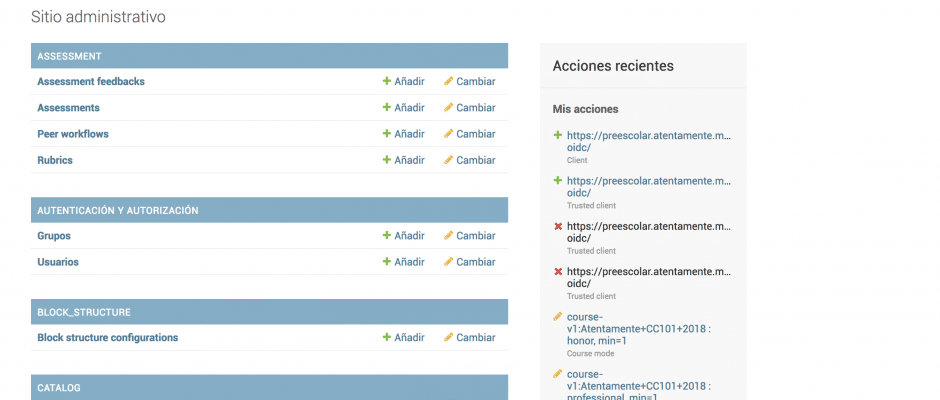 Sitio administrativo
ASSESSMENT
Assessment feedbacks Añadir Cambiar
Assessments Añadir Cambiar
Peer workflows Añadir Cambiar
Rubrics Añadir Cambiar
AUTENTICACIÓN Y AUTORIZACIÓN
Grupos Añadir Cambiar
Usuarios Añadir Cambiar
BLOCK_STRUCTURE
Block structure configurations Añadir Cambiar
CATALOG
Acciones recientes
Mis acciones
https://preescolar.atentamente.m...
oidc/
Client
https://preescolar.atentamente.m...
oidc/
Trusted client
https://preescolar.atentamente.m...
oidc/
Trusted client
https://preescolar.atentamente.m...
oidc/
Trusted client
course-
v1:Atentamente+CC101+2018 :
honor, min=1
Course mode
course-
v1:Atentamente+CC101+2018 :
professional, min=1